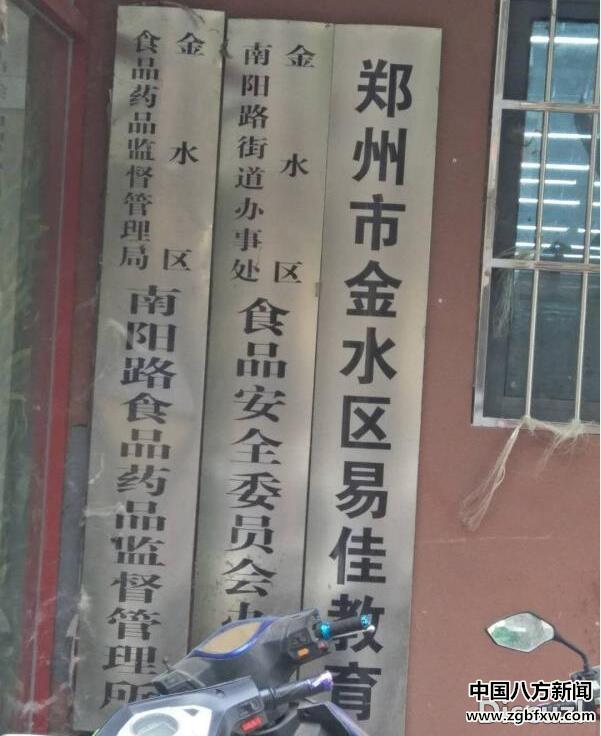 郑州市金水区易佳教育
金水区
南阳路街道办事处
食品安全委员会办
金水区
食品药品监督管理局
南阳路食品药品监督管理所
中国八方新闻
www.zgbfxw.com